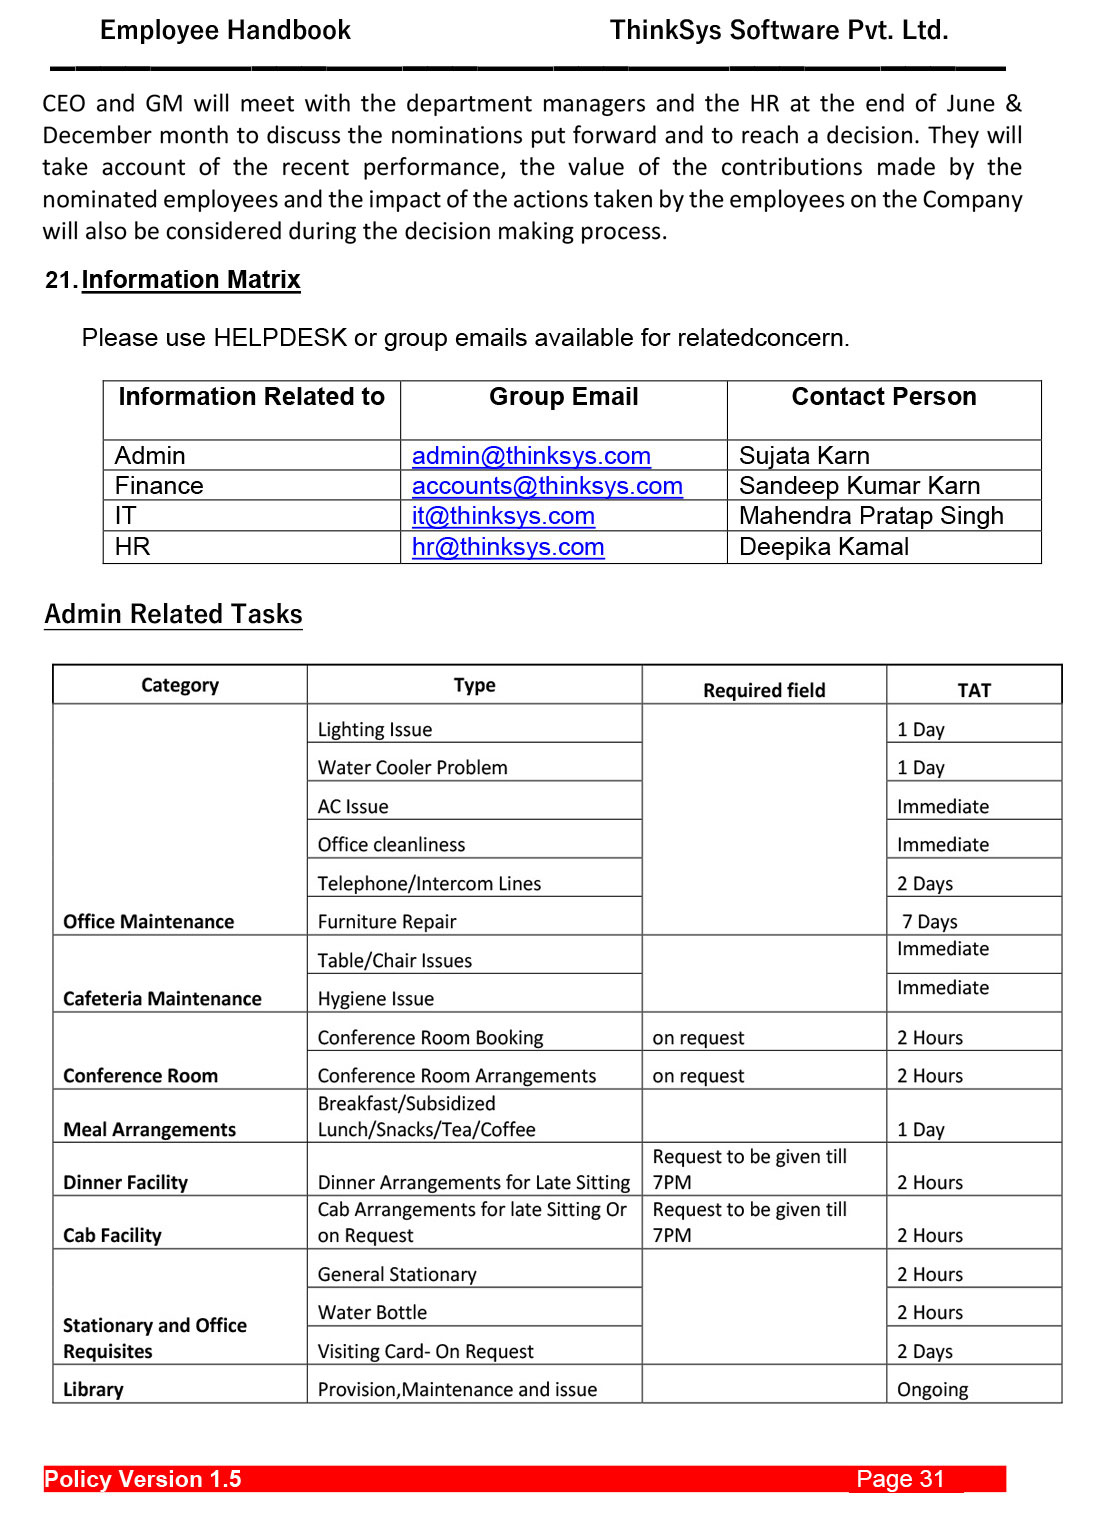 Employee Handbook ThinkSys Software Pvt. Ltd.
CEO and GM will meet with the department managers and the HR at the end of June &
December month to discuss the nominations put forward and to reach a decision. They will
take account of the recent performance, the value of the contributions made by the
nominated employees and the impact of the actions taken by the employees on the Company
will also be considered during the decision making process.
21. Information Matrix
Please use HELPDESK or group emails available for relatedconcern.
Information Related to Group Email Contact Person
Admin admin@thinksys.com Sujata Karn
Finance accounts@thinksys.com Sandeep Kumar Karn
IT it@thinksys.com Mahendra Pratap Singh
HR hr@thinksys.com Deepika Kamal
Admin Related Tasks
Category Type Required field TAT
Lighting Issue 1 Day
Water Cooler Problem 1 Day
AC Issue Immediate
Office cleanliness Immediate
Telephone/Intercom Lines 2 Days
Office Maintenance Furniture Repair 7 Days
Table/Chair Issues Immediate
Cafeteria Maintenance Hygiene Issue Immediate
Conference Room Booking on request 2 Hours
Conference Room Conference Room Arrangements on request 2 Hours
Breakfast/Subsidized
Meal Arrangements Lunch/Snacks/Tea/Coffee 1 Day
Request to be given till
Dinner Facility Dinner Arrangements for Late Sitting 7PM 2 Hours
Cab Arrangements for late Sitting Or Request to be given till
Cab Facility on Request 7PM 2 Hours
General Stationary 2 Hours
Water Bottle 2 Hours
Stationary and Office
Requisites Visiting Card- On Request 2 Days
Library Provision,Maintenance and issue Ongoing
Policy Version 1.5 Page 31